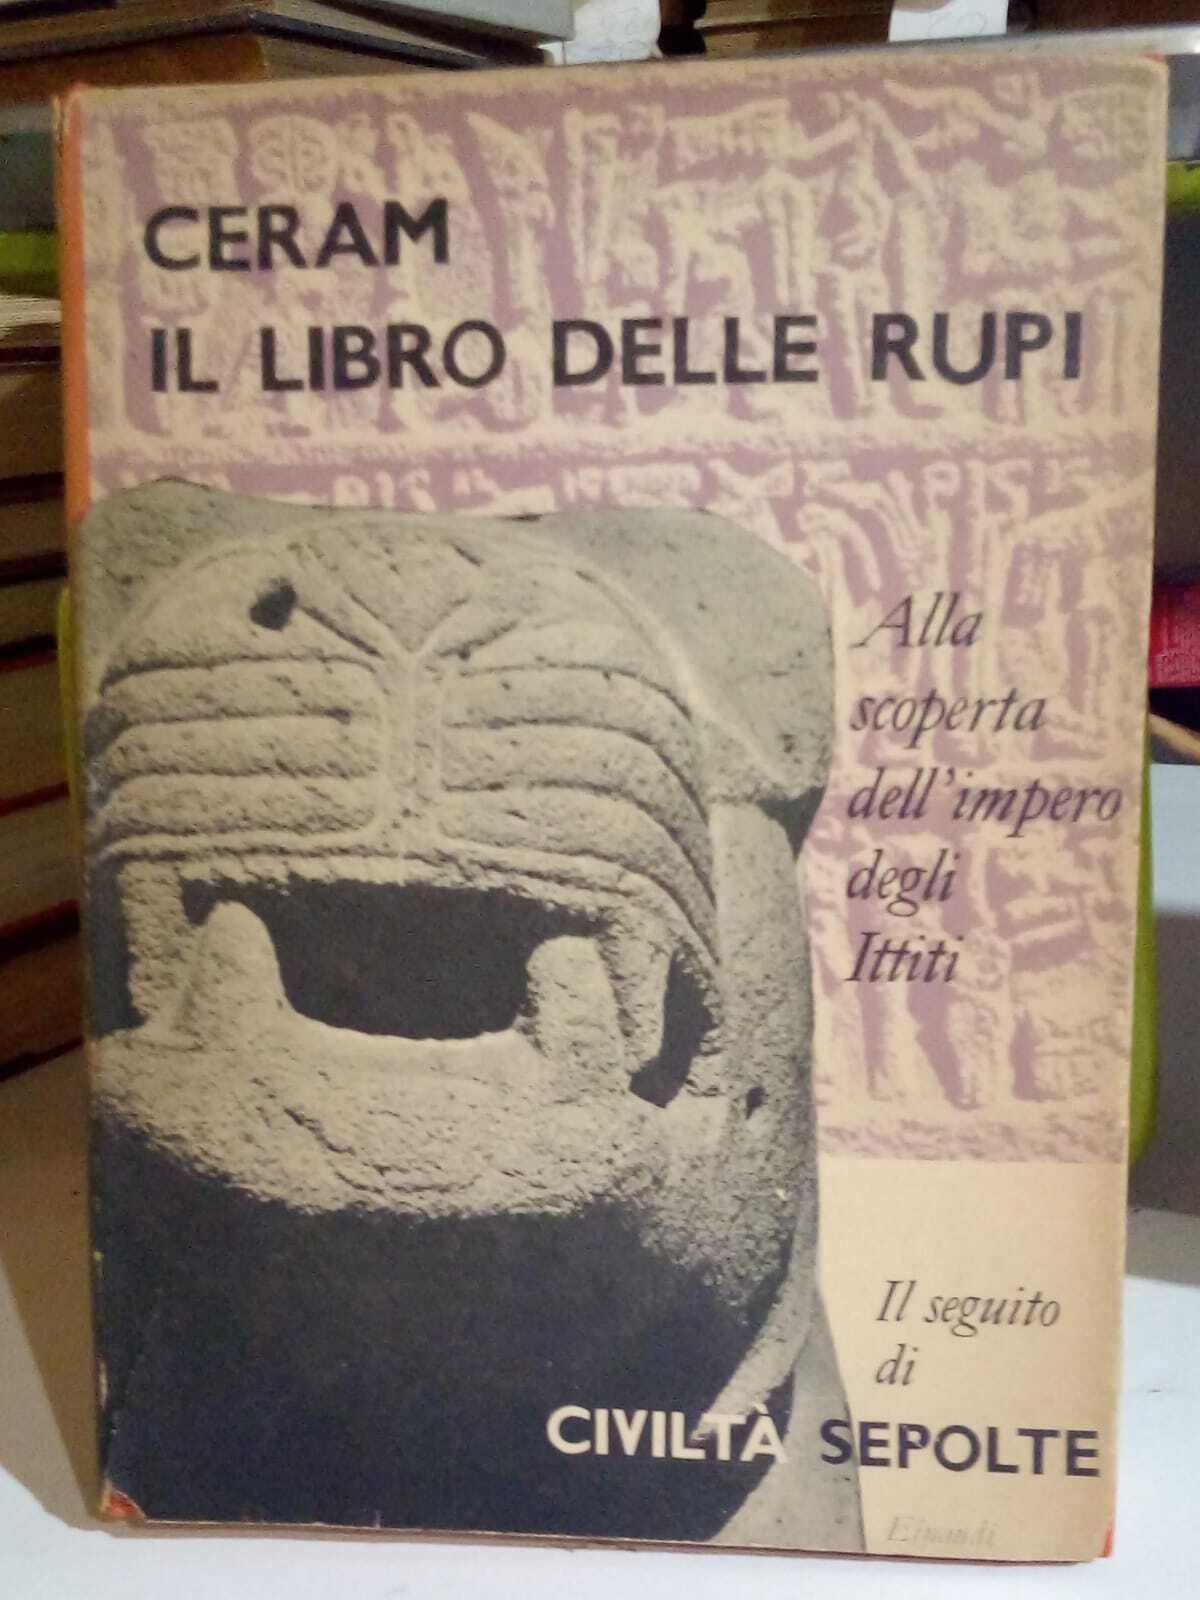 CERAM
IL LIBRO DELLE RUPI
Alla
scoperta
dell'impero
degli
Ittiti
Il seguito
di
CIVILTÀ SEPOLTE
Einaudi